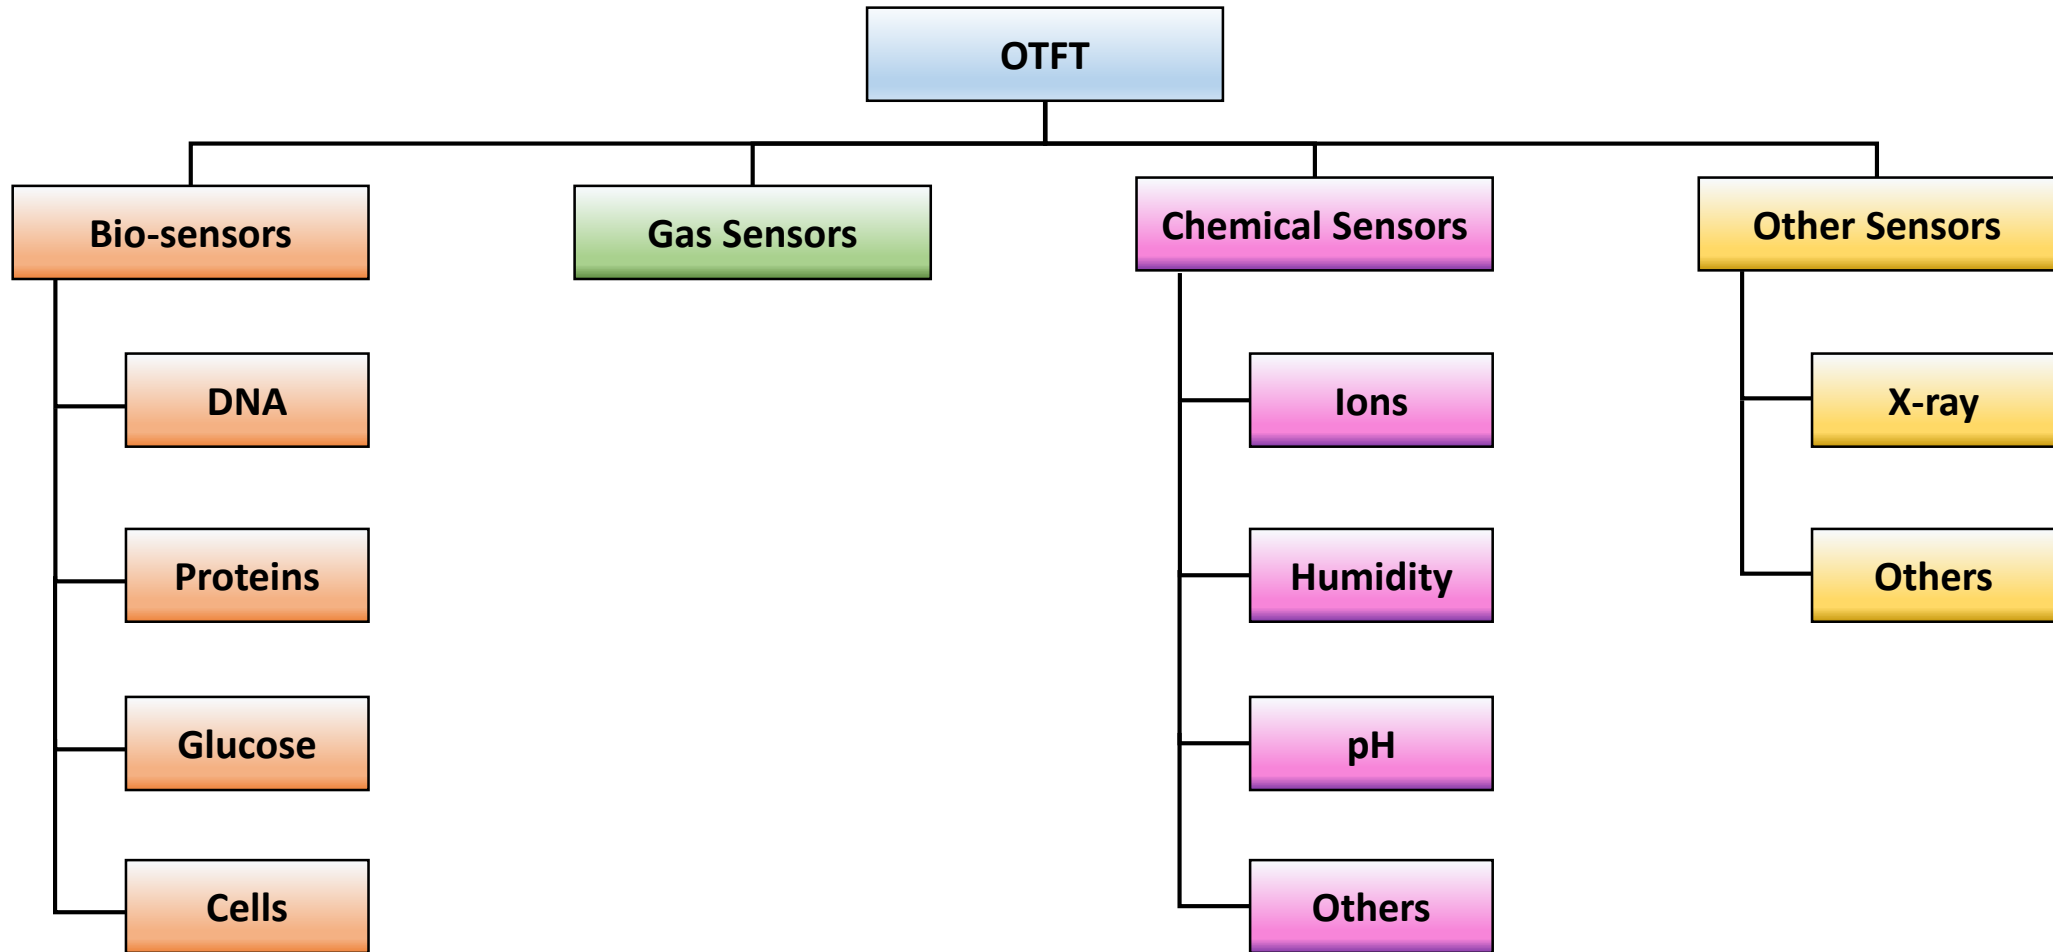 OTFT
Bio-sensors
Gas Sensors
Chemical Sensors
Other Sensors
DNA
Proteins
Glucose
Cells
Ions
Humidity
pH
Others
X-ray
Others